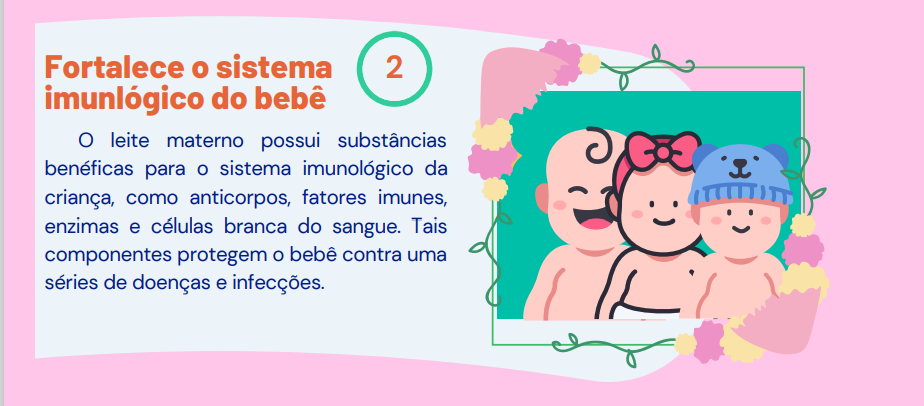 Fortalece o sistema
imunlógico do bebê
2
O leite materno possui substâncias
benéficas para o sistema imunológico da
criança, como anticorpos, fatores imunes,
enzimas e células branca do sangue. Tais
componentes protegem o bebê contra uma
séries de doenças e infecções.